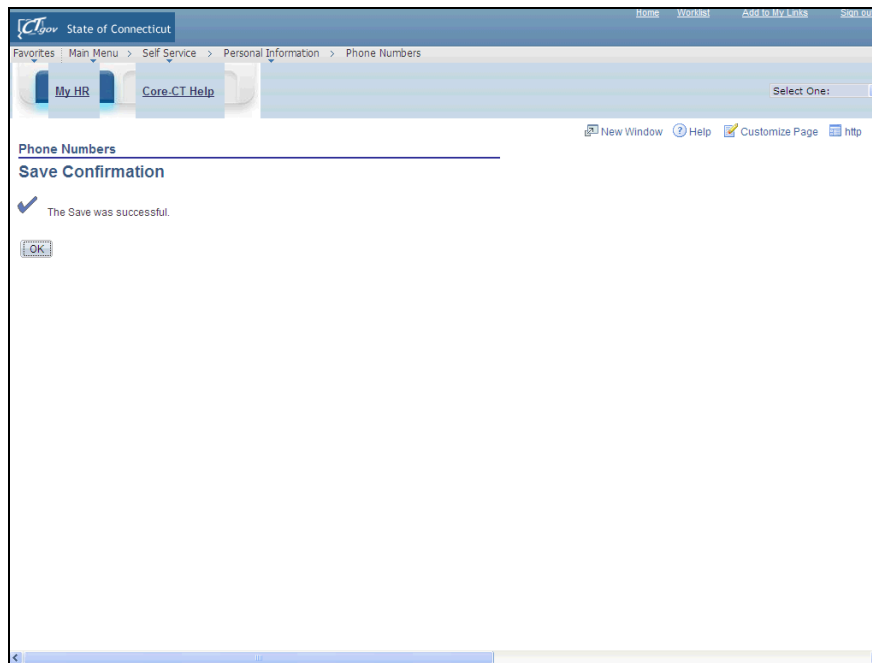 Home Worklist Add to My Links Sign ou
CT.gov State of Connecticut
Favorites Main Menu > Self Service > Personal Information > Phone Numbers
My HR Core-CT Help Select One:
New Window Help Customize Page http
Phone Numbers
Save Confirmation
The Save was successful.
OK